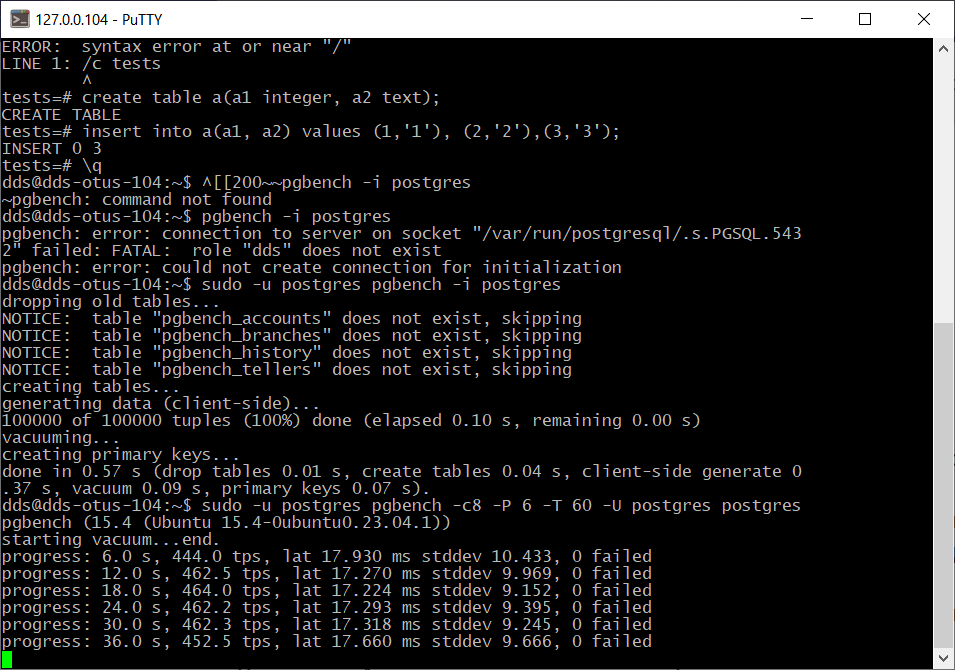 127.0.0.104 - PuTTY
ERROR:  syntax error at or near "/"
LINE 1: /c tests
        ^
tests=# create table a(a1 integer, a2 text);
CREATE TABLE
tests=# insert into a(a1, a2) values (1,'1'), (2,'2'),(3,'3');
INSERT 0 3
tests=# \q
dds@dds-otus-104:~$ ^[[200~~pgbench -i postgres
~pgbench: command not found
dds@dds-otus-104:~$ pgbench -i postgres
pgbench: error: connection to server on socket "/var/run/postgresql/.s.PGSQL.543
2" failed: FATAL:  role "dds" does not exist
pgbench: error: could not create connection for initialization
dds@dds-otus-104:~$ sudo -u postgres pgbench -i postgres
dropping old tables...
NOTICE:  table "pgbench_accounts" does not exist, skipping
NOTICE:  table "pgbench_branches" does not exist, skipping
NOTICE:  table "pgbench_history" does not exist, skipping
NOTICE:  table "pgbench_tellers" does not exist, skipping
creating tables...
generating data (client-side)...
100000 of 100000 tuples (100%) done (elapsed 0.10 s, remaining 0.00 s)
vacuuming...
creating primary keys...
done in 0.57 s (drop tables 0.01 s, create tables 0.04 s, client-side generate 0
.37 s, vacuum 0.09 s, primary keys 0.07 s).
dds@dds-otus-104:~$ sudo -u postgres pgbench -c8 -P 6 -T 60 -U postgres postgres
pgbench (15.4 (Ubuntu 15.4-0ubuntu0.23.04.1))
starting vacuum...end.
progress: 6.0 s, 444.0 tps, lat 17.930 ms stddev 10.433, 0 failed
progress: 12.0 s, 462.5 tps, lat 17.270 ms stddev 9.969, 0 failed
progress: 18.0 s, 464.0 tps, lat 17.224 ms stddev 9.152, 0 failed
progress: 24.0 s, 462.2 tps, lat 17.293 ms stddev 9.395, 0 failed
progress: 30.0 s, 462.3 tps, lat 17.318 ms stddev 9.245, 0 failed
progress: 36.0 s, 452.5 tps, lat 17.660 ms stddev 9.666, 0 failed